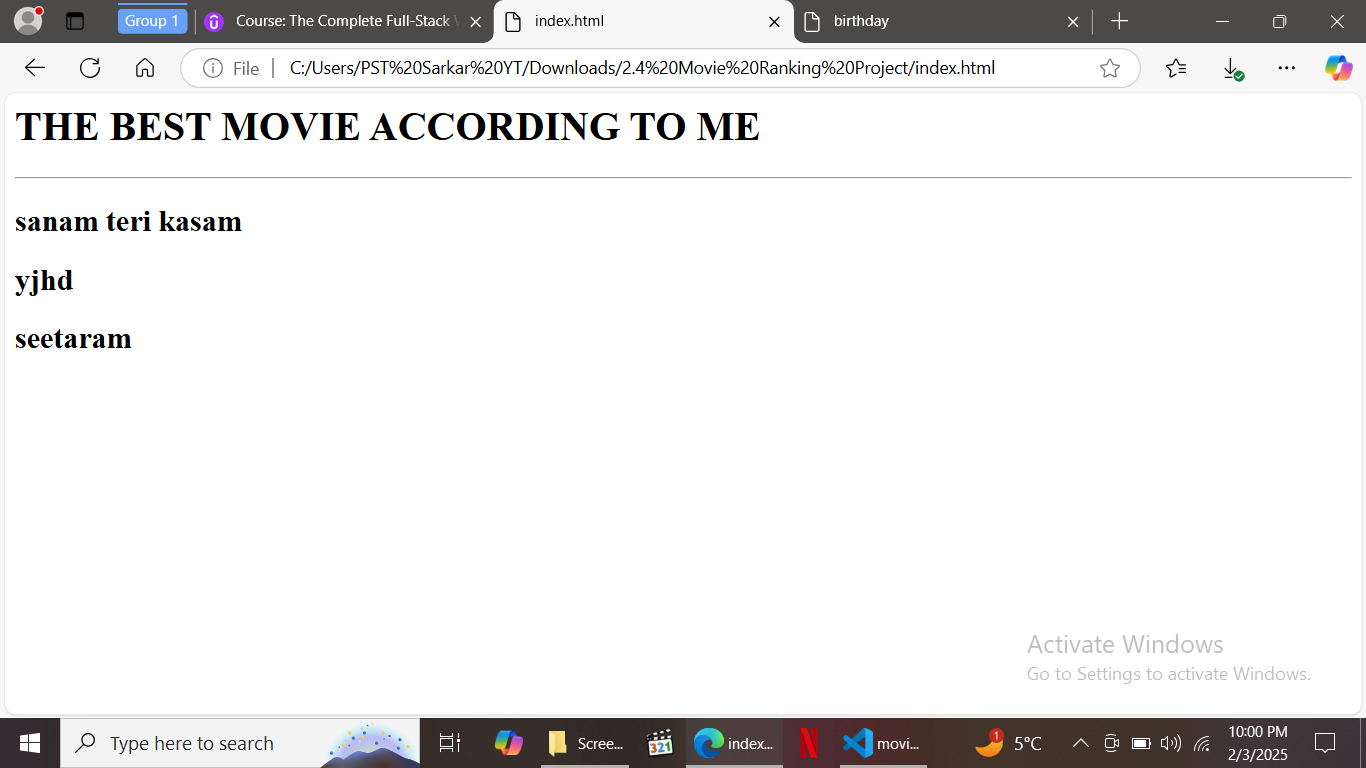 Group 1
Course: The Complete Full-Stack
index.html
birthday
File
C:/Users/PST%20Sarkar%20YT/Downloads/2.4%20Movie%20Ranking%20Project/index.html
THE BEST MOVIE ACCORDING TO ME
sanam teri kasam
yjhd
seetaram
Activate Windows
Go to Settings to activate Windows.
Type here to search
Scree...
321
index...
movi...
1
5°C
10:00 PM
2/3/2025